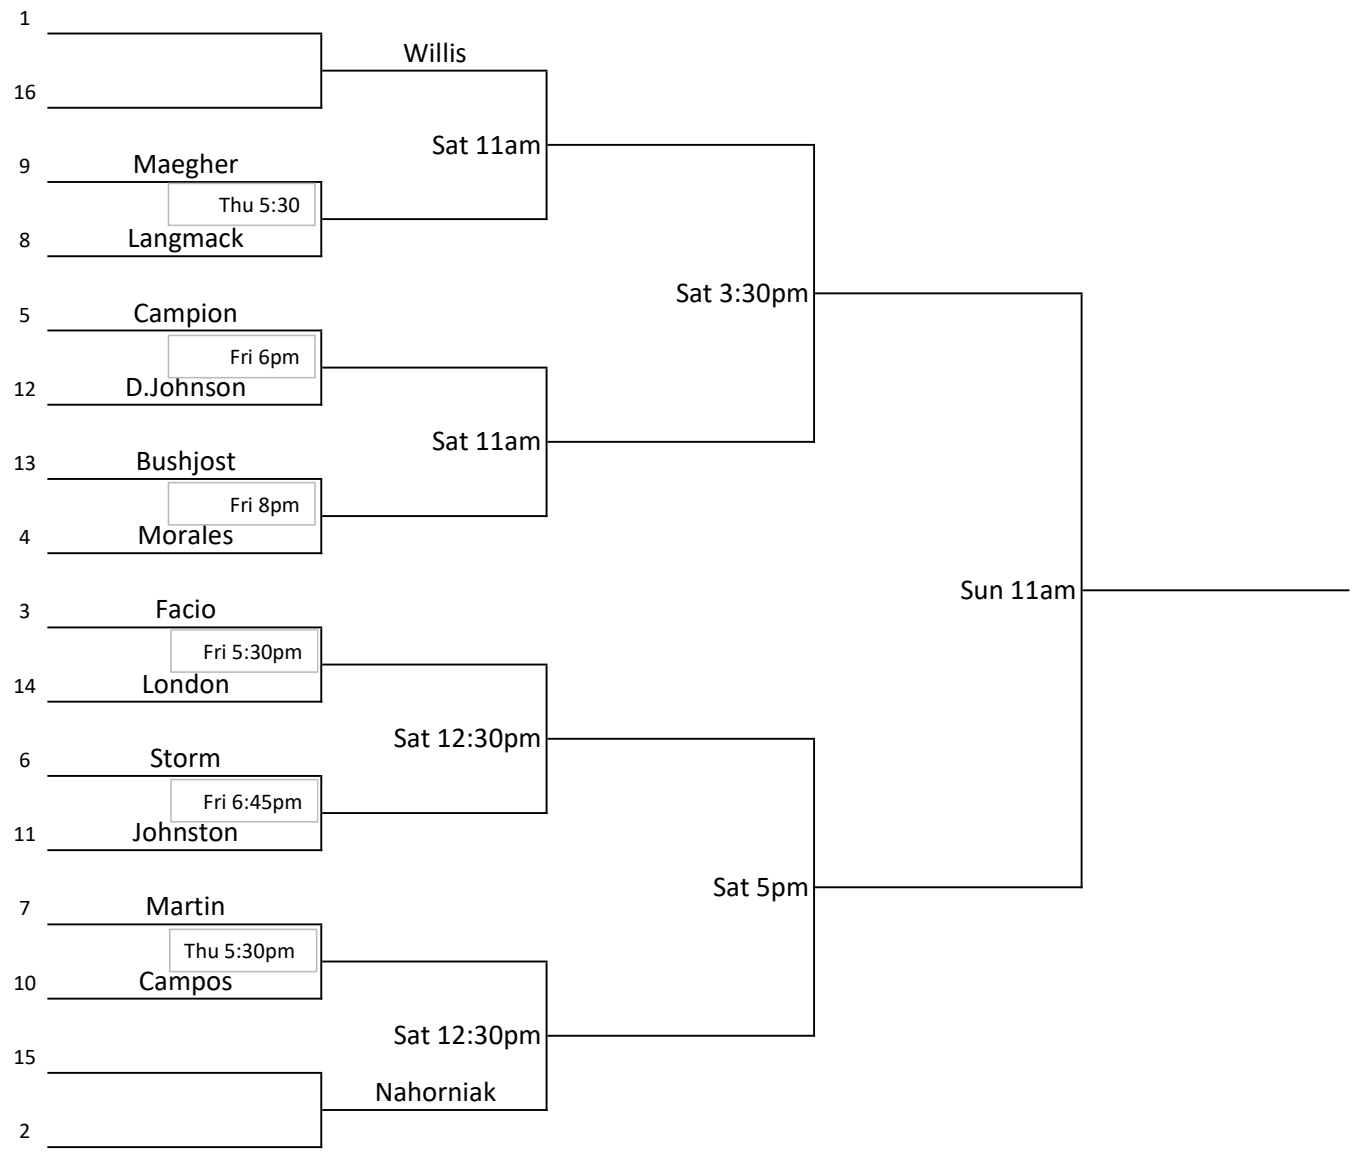 1
Willis
16
Sat 11am
9 Maegher
Thu 5:30
8 Langmack
Sat 3:30pm
5 Campion
Fri 6pm
12 D.Johnson
Sat 11am
13 Bushjost
Fri 8pm
4 Morales
Sun 11am
3 Facio
Fri 5:30pm
14 London
Sat 12:30pm
6 Storm
Fri 6:45pm
11 Johnston
Sat 5pm
7 Martin
Thu 5:30pm
10 Campos
Sat 12:30pm
15
Nahorniak
2